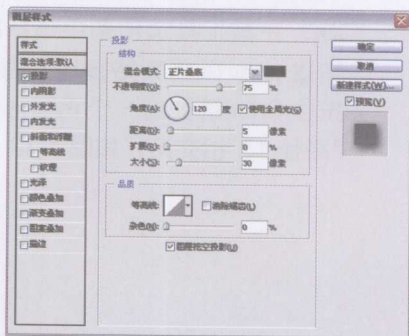 图层样式
样式
混合选项:默认
投影
内阴影
外发光
内发光
斜面和浮雕
等高线
纹理
光泽
颜色叠加
渐变叠加
图案叠加
描边
投影
结构
混合模式: 正片叠底
不透明度(O): 75 %
角度(A): 120 度 使用全局光(G)
距离(D): 5 像素
扩展(R): 0 %
大小(S): 30 像素
品质
等高线: 消除锯齿(L)
杂色(N): 0 %
图层挖空投影(U)
确定
取消
新建样式(W)...
预览(V)